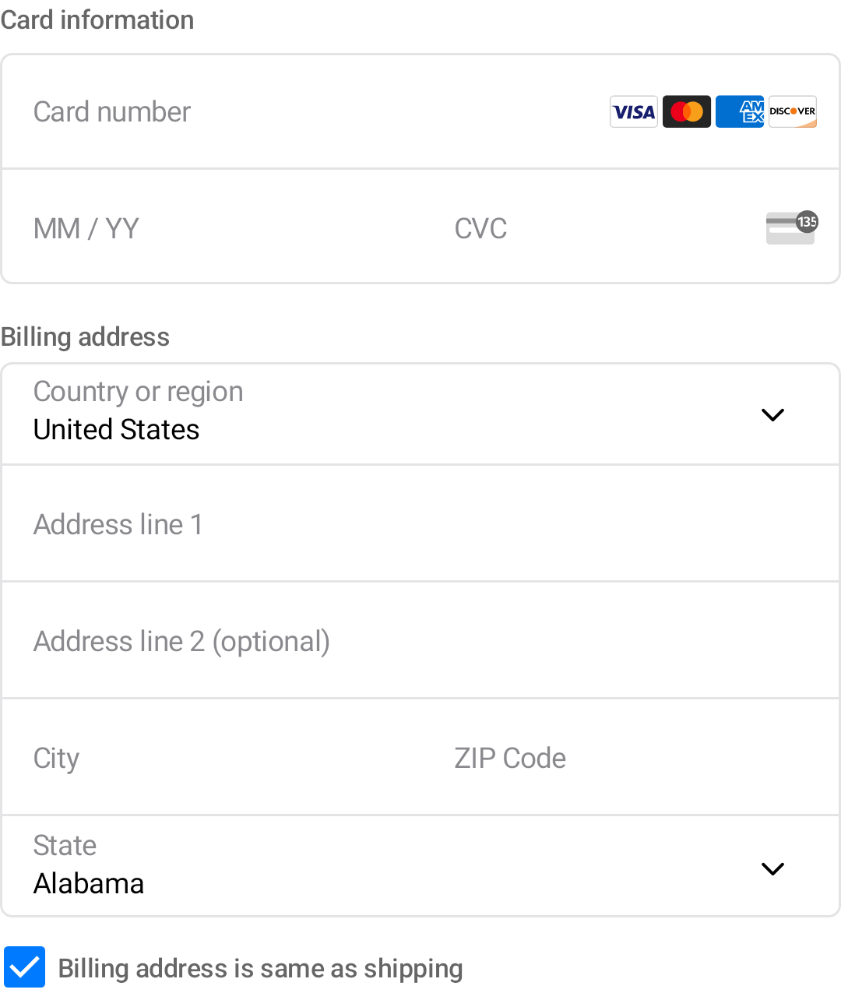 Card information
Card number VISA AM EX DISCOVER
MM / YY CVC 135
Billing address
Country or region
United States
Address line 1
Address line 2 (optional)
City ZIP Code
State
Alabama
Billing address is same as shipping